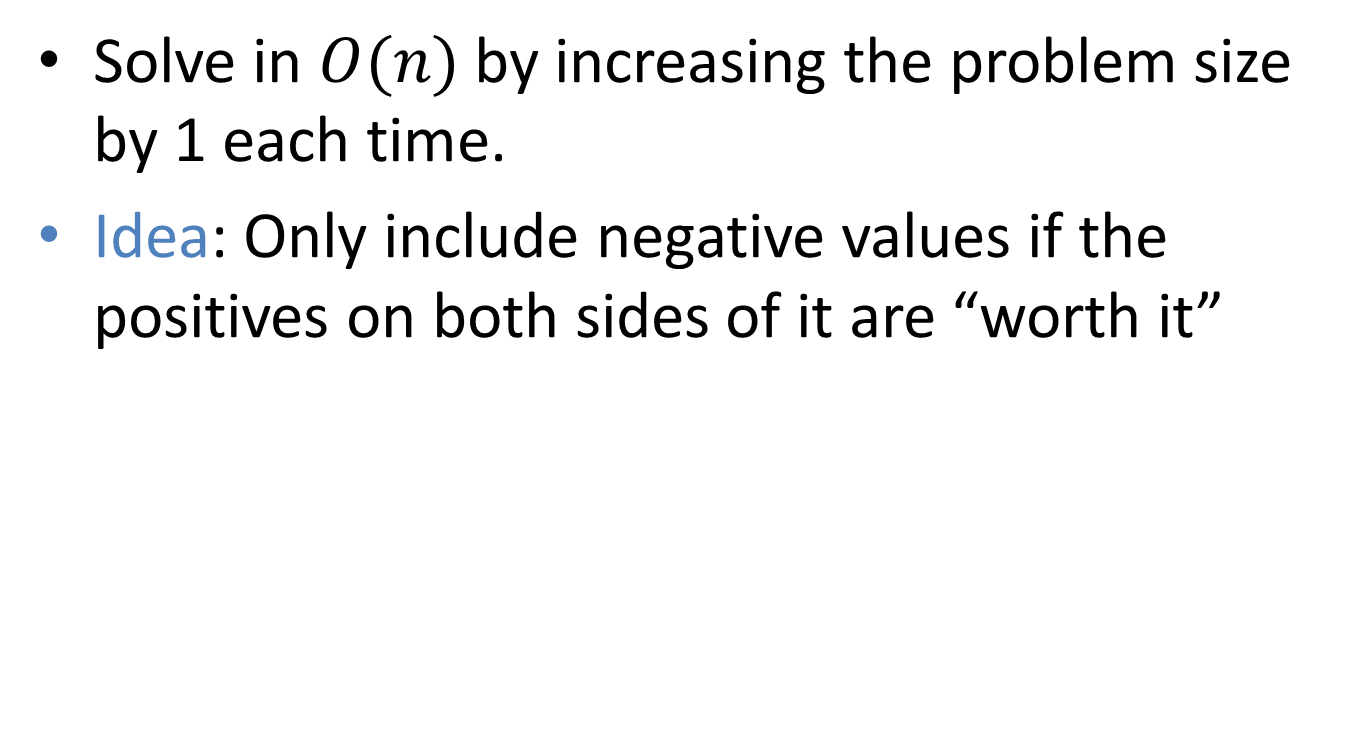 • Solve in 𝑂(𝑛) by increasing the problem size
by 1 each time.
• Idea: Only include negative values if the
positives on both sides of it are “worth it”